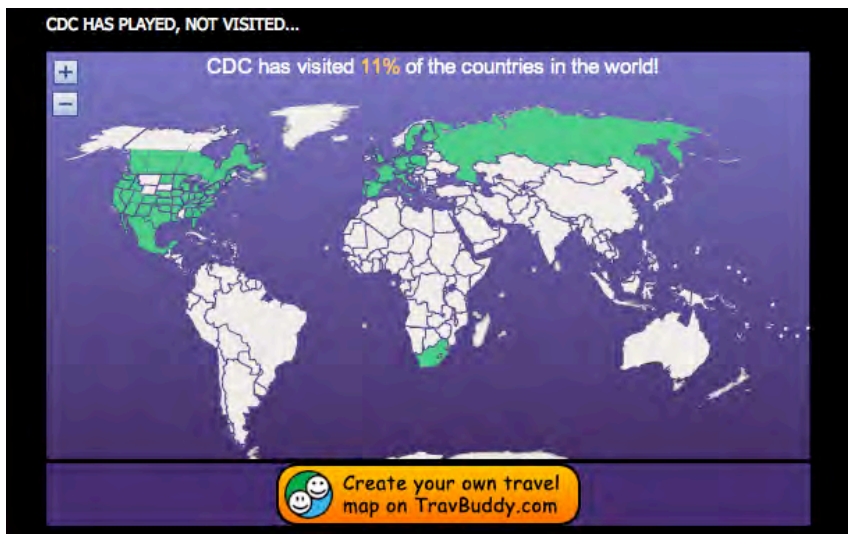 CDC HAS PLAYED, NOT VISITED...
CDC has visited 11% of the countries in the world!
+
−
Create your own travel
map on TravBuddy.com